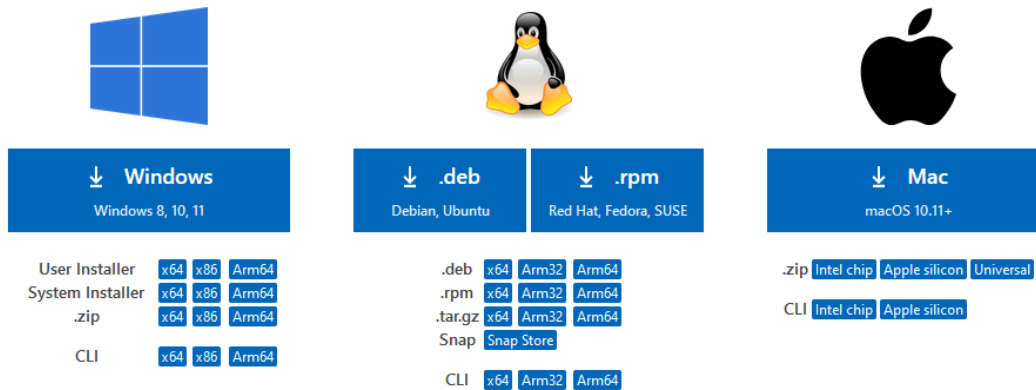 Windows
Windows 8, 10, 11
User Installer x64 x86 Arm64
System Installer x64 x86 Arm64
.zip x64 x86 Arm64
CLI x64 x86 Arm64
.deb
Debian, Ubuntu
.rpm
Red Hat, Fedora, SUSE
.deb x64 Arm32 Arm64
.rpm x64 Arm32 Arm64
.tar.gz x64 Arm32 Arm64
Snap Snap Store
CLI x64 Arm32 Arm64
Mac
macOS 10.11+
.zip Intel chip Apple silicon Universal
CLI Intel chip Apple silicon